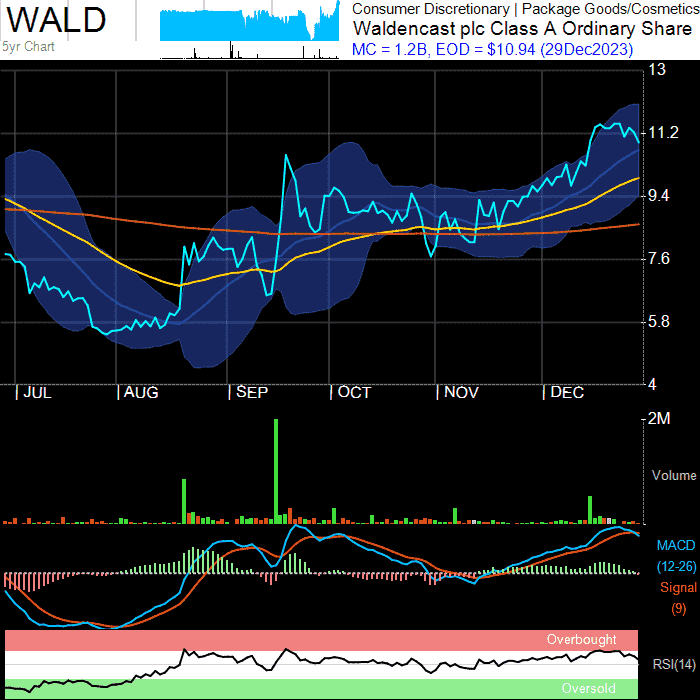 WALD
5yr Chart
Consumer Discretionary | Package Goods/Cosmetics
Waldencast plc Class A Ordinary Share
MC = 1.2B, EOD = $10.94 (29Dec2023)
13
11.2
9.4
7.6
5.8
4
|JUL |AUG |SEP |OCT |NOV |DEC
2M
Volume
MACD
(12-26)
Signal
(9)
Overbought
RSI(14)
Oversold